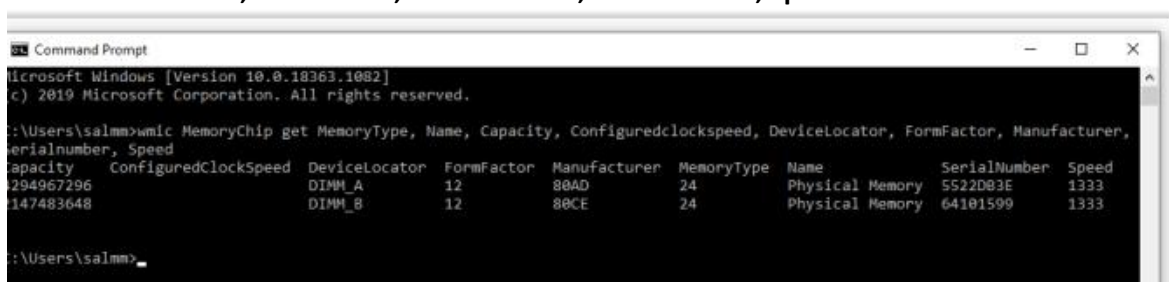 Command Prompt
icrosoft Windows [Version 10.0.18363.1082]
c) 2019 Microsoft Corporation. All rights reserved.
:\Users\salmm>wmic MemoryChip get MemoryType, Name, Capacity, Configuredclockspeed, DeviceLocator, FormFactor, Manufacturer,
erialnumber, Speed
apacity ConfiguredClockSpeed DeviceLocator FormFactor Manufacturer MemoryType Name SerialNumber Speed
294967296 DIMM_A 12 80AD 24 Physical Memory 5522DB3E 1333
147483648 DIMM_B 12 80CE 24 Physical Memory 64101599 1333
:\Users\salmm>